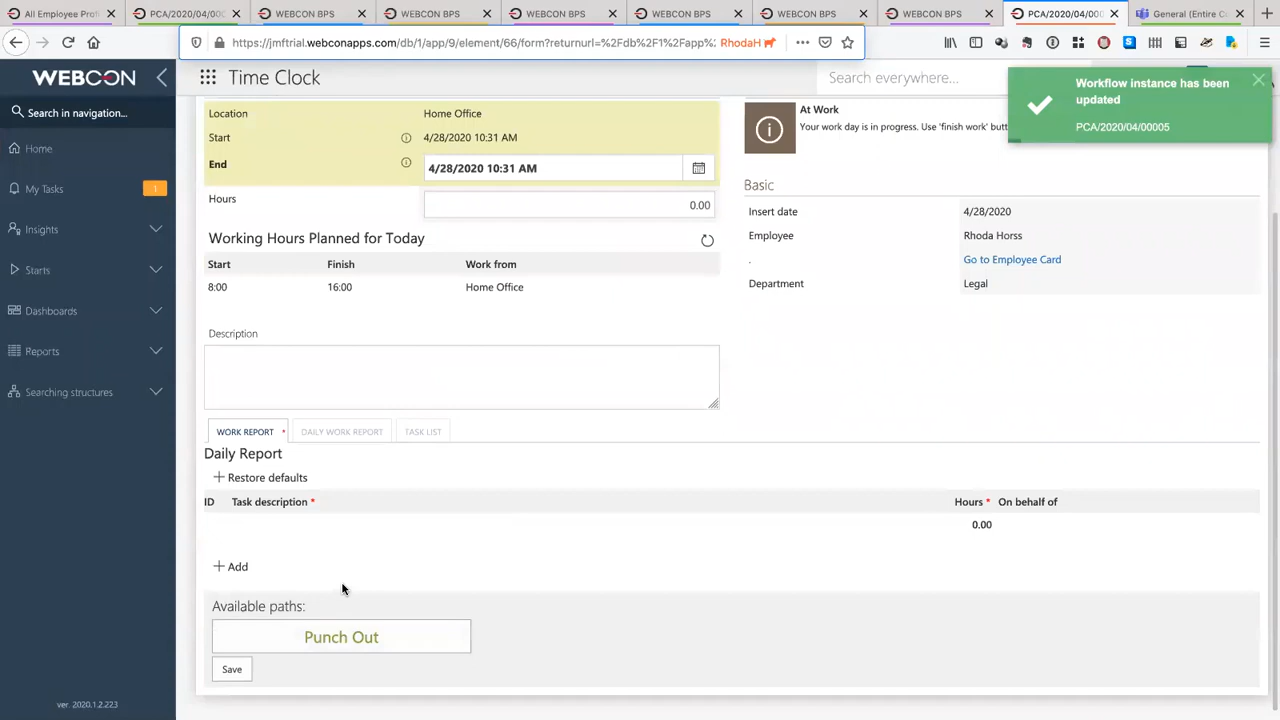 All Employee Profi
PCA/2020/04/000
WEBCON BPS
WEBCON BPS
WEBCON BPS
WEBCON BPS
WEBCON BPS
WEBCON BPS
PCA/2020/04/000
General (Entire C
https://jmftrial.webconapps.com/db/1/app/9/element/66/form?returnurl=%2Fdb%2F1%2Fapp%2
RhodaH
WEBCON
Time Clock
Search everywhere...
Search in navigation...
Home
My Tasks
1
Insights
Starts
Dashboards
Reports
Searching structures
ver. 2020.1.2.223
Workflow instance has been
updated
PCA/2020/04/00005
Location
Home Office
Start
4/28/2020 10:31 AM
End
4/28/2020 10:31 AM
Hours
0.00
At Work
Your work day is in progress. Use 'finish work' butt
Basic
Insert date
4/28/2020
Employee
Rhoda Horss
.
Go to Employee Card
Department
Legal
Working Hours Planned for Today
Start
Finish
Work from
8:00
16:00
Home Office
Description
WORK REPORT *
DAILY WORK REPORT
TASK LIST
Daily Report
+ Restore defaults
ID
Task description *
Hours *
On behalf of
0.00
+ Add
Available paths:
Punch Out
Save